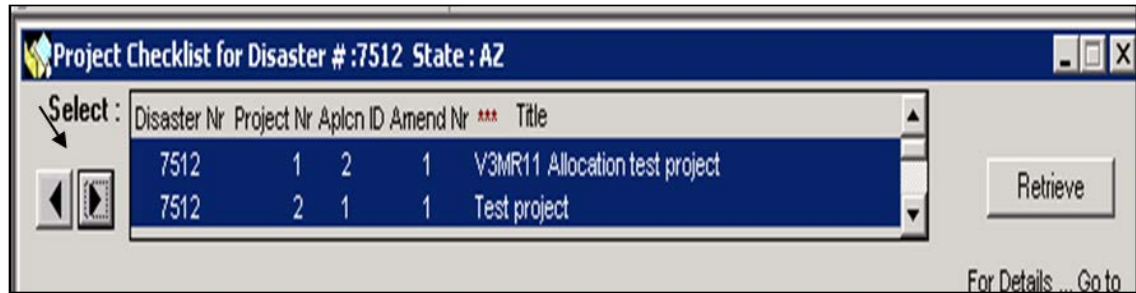 Project Checklist for Disaster # :7512 State : AZ
Select :
Disaster Nr Project Nr Aplcn ID Amend Nr *** Title
7512 1 2 1 V3MR11 Allocation test project
7512 2 1 1 Test project
Retrieve
For Details ... Go to